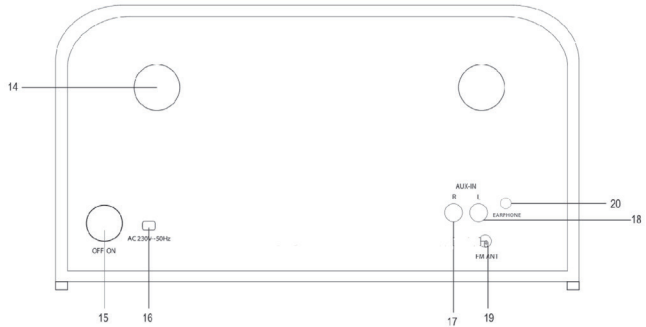 14
AUX-IN
R L
20
EARPHONE
18
OFF ON
AC 230V~50Hz
FM ANT
15 16 17 19